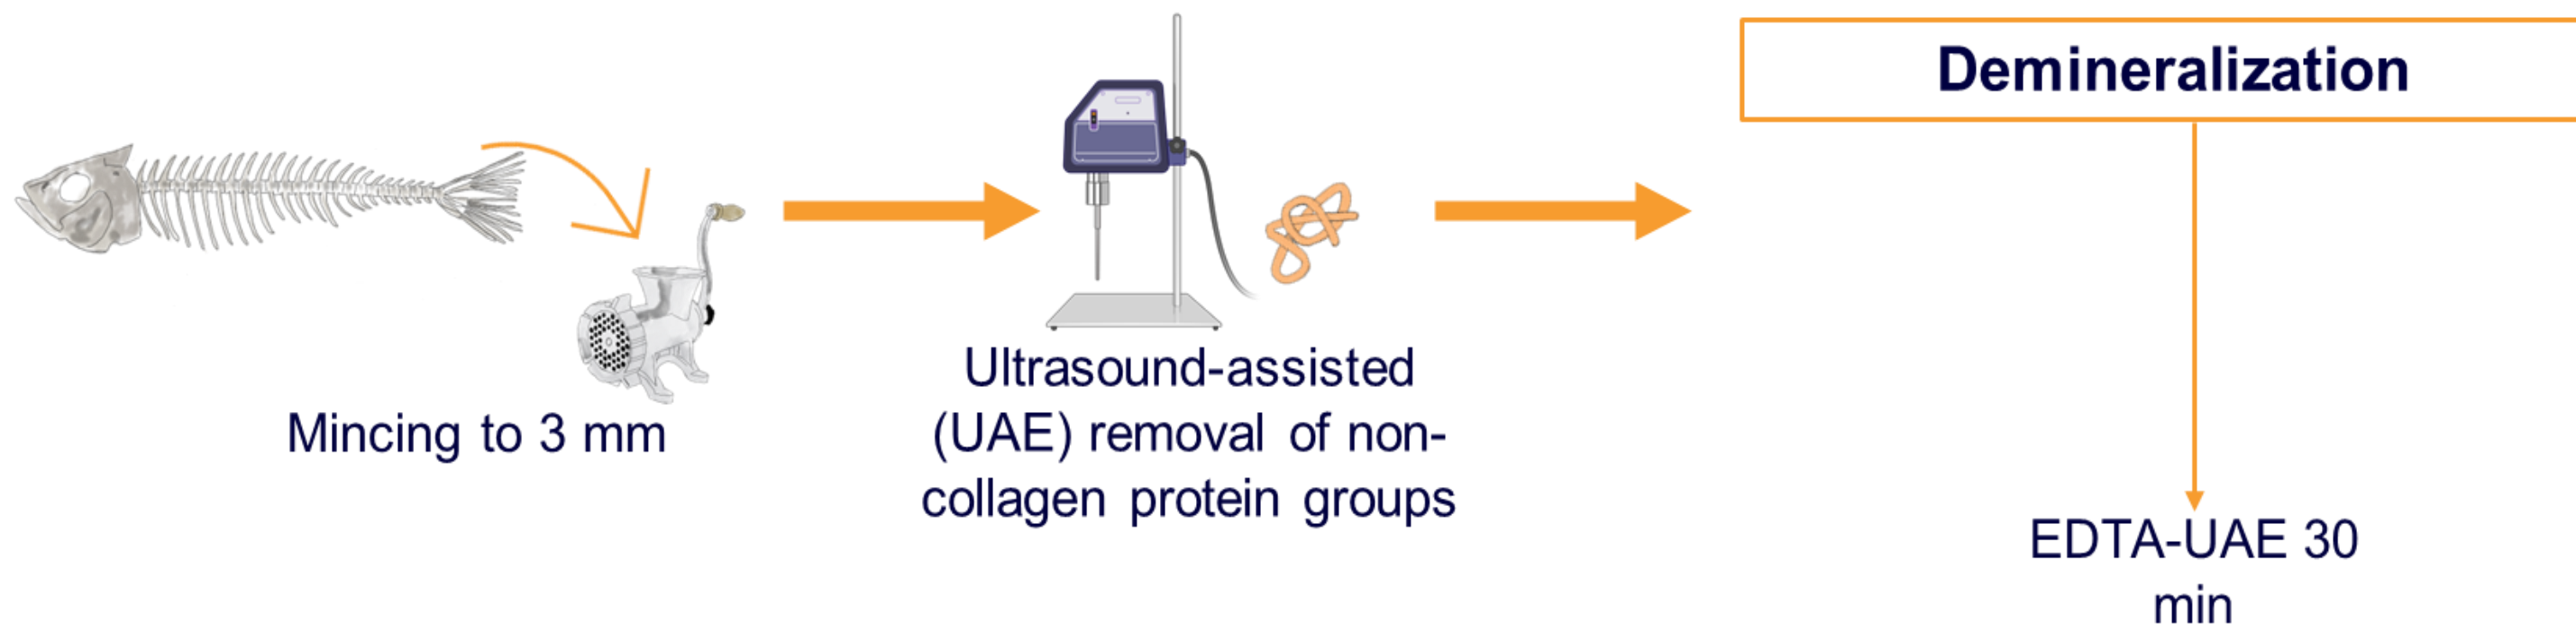 Demineralization
Mincing to 3 mm
Ultrasound-assisted
(UAE) removal of non-
collagen protein groups
EDTA-UAE 30
min